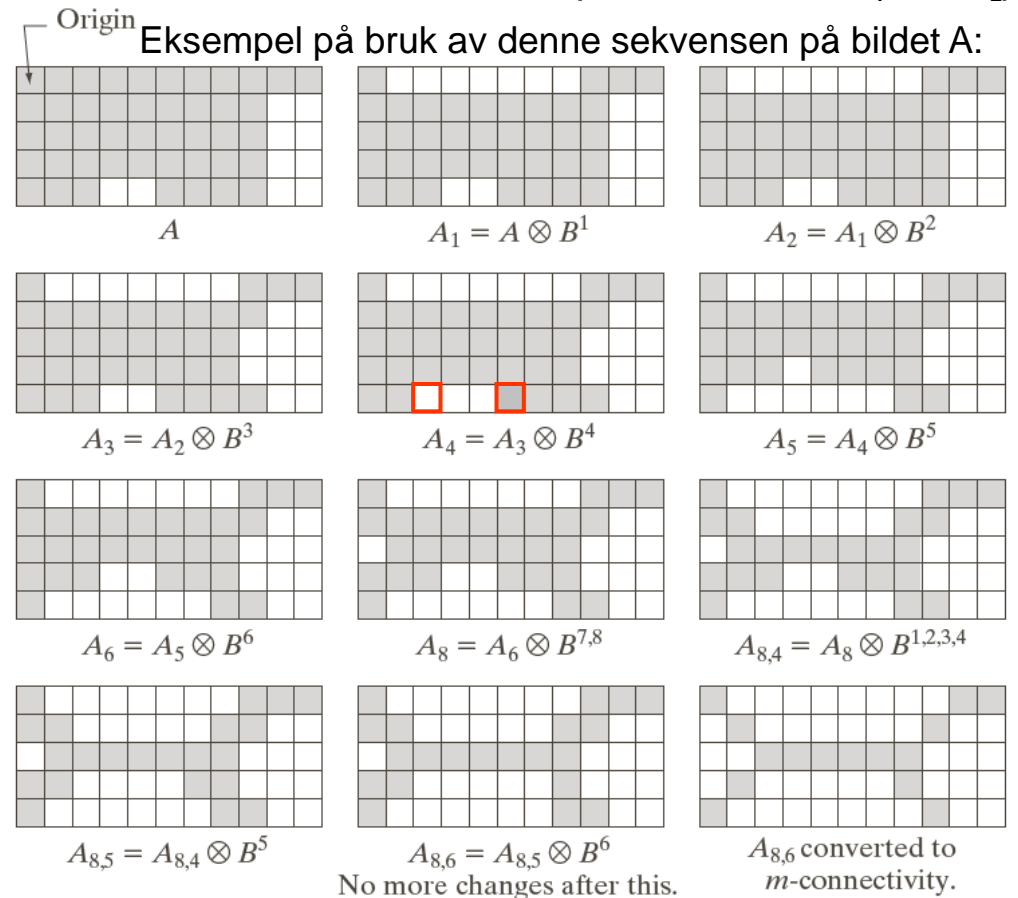 Origin
Eksempel på bruk av denne sekvensen på bildet A:
A
A₁ = A ⊗ B¹
A₂ = A₁ ⊗ B²
A₃ = A₂ ⊗ B³
A₄ = A₃ ⊗ B⁴
A₅ = A₄ ⊗ B⁵
A₆ = A₅ ⊗ B⁶
A₈ = A₆ ⊗ B⁷,⁸
A₈,₄ = A₈ ⊗ B¹,²,³,⁴
A₈,₅ = A₈,₄ ⊗ B⁵
A₈,₆ = A₈,₅ ⊗ B⁶
No more changes after this.
A₈,₆ converted to
m-connectivity.